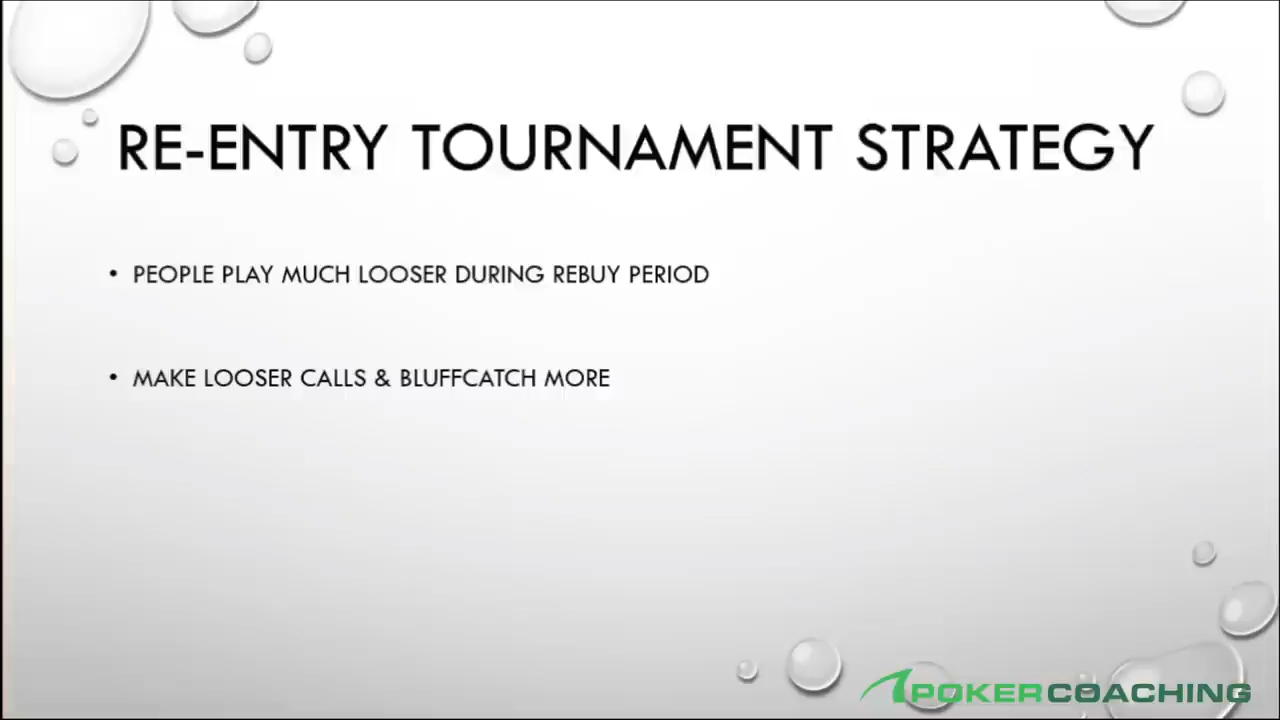 RE-ENTRY TOURNAMENT STRATEGY
• PEOPLE PLAY MUCH LOOSER DURING REBUY PERIOD
• MAKE LOOSER CALLS & BLUFFCATCH MORE
POKERCOACHING